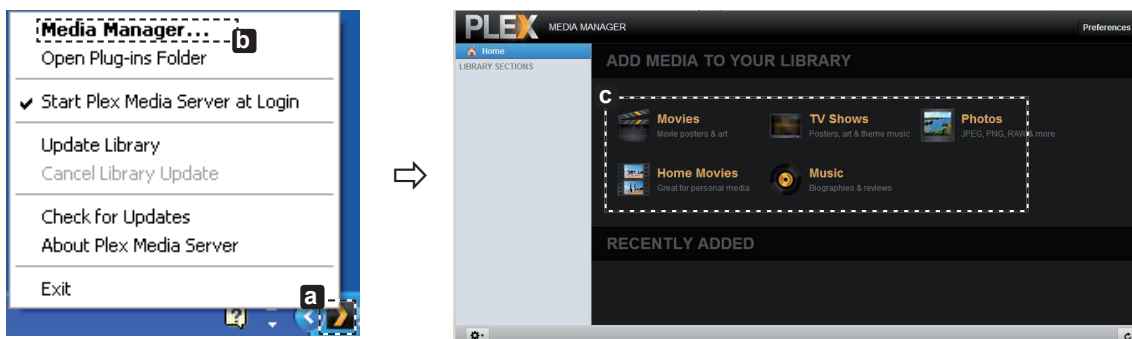 Media Manager...
b
Open Plug-ins Folder
Start Plex Media Server at Login
Update Library
Cancel Library Update
Check for Updates
About Plex Media Server
Exit
a
PLEX MEDIA MANAGER
Preferences
Home
LIBRARY SECTIONS
ADD MEDIA TO YOUR LIBRARY
c
Movies
Movie posters & art
TV Shows
Posters, art & theme music
Photos
JPEG, PNG, RAW & more
Home Movies
Great for personal media
Music
Biographies & reviews
RECENTLY ADDED